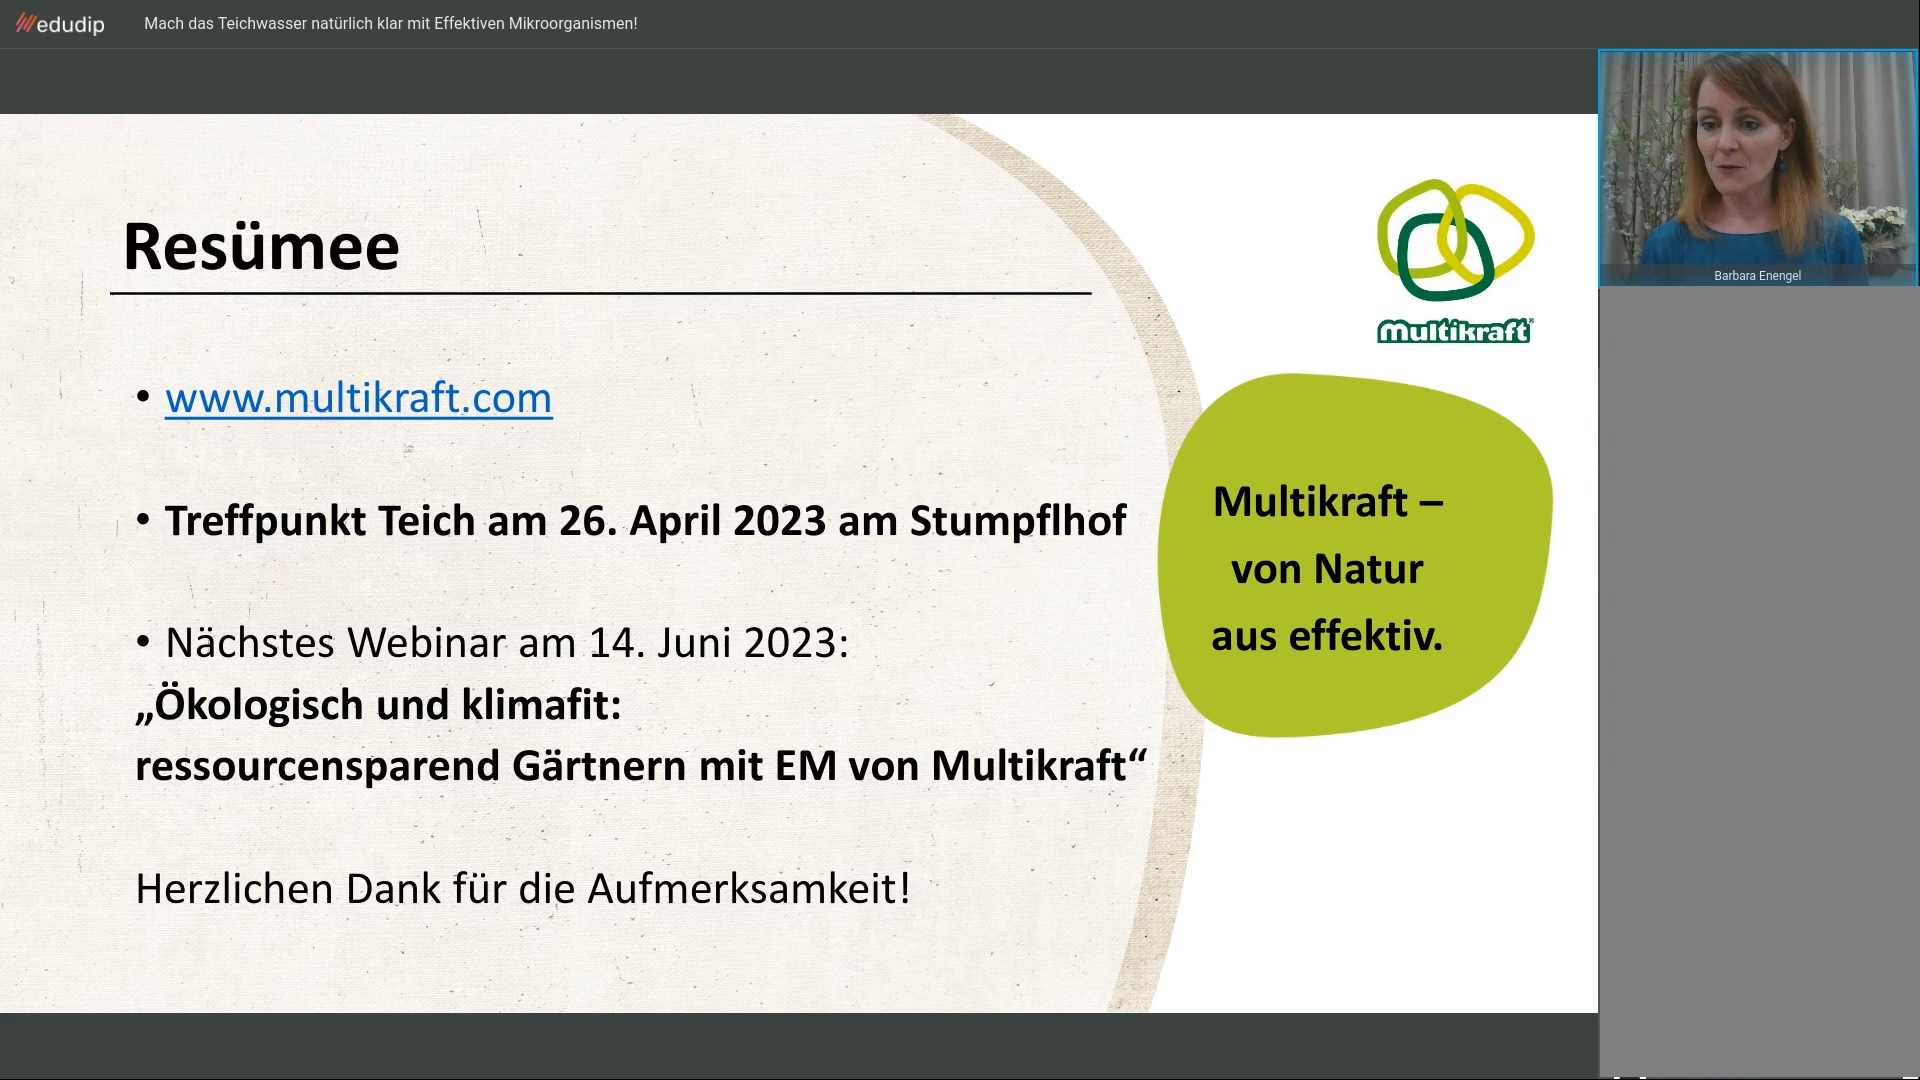 edudip
Mach das Teichwasser natürlich klar mit Effektiven Mikroorganismen!
Barbara Enengel
Resümee
multikraft®
• www.multikraft.com
• Treffpunkt Teich am 26. April 2023 am Stumpflhof
• Nächstes Webinar am 14. Juni 2023:
„Ökologisch und klimafit:
ressourcensparend Gärtnern mit EM von Multikraft“
Herzlichen Dank für die Aufmerksamkeit!
Multikraft –
von Natur
aus effektiv.